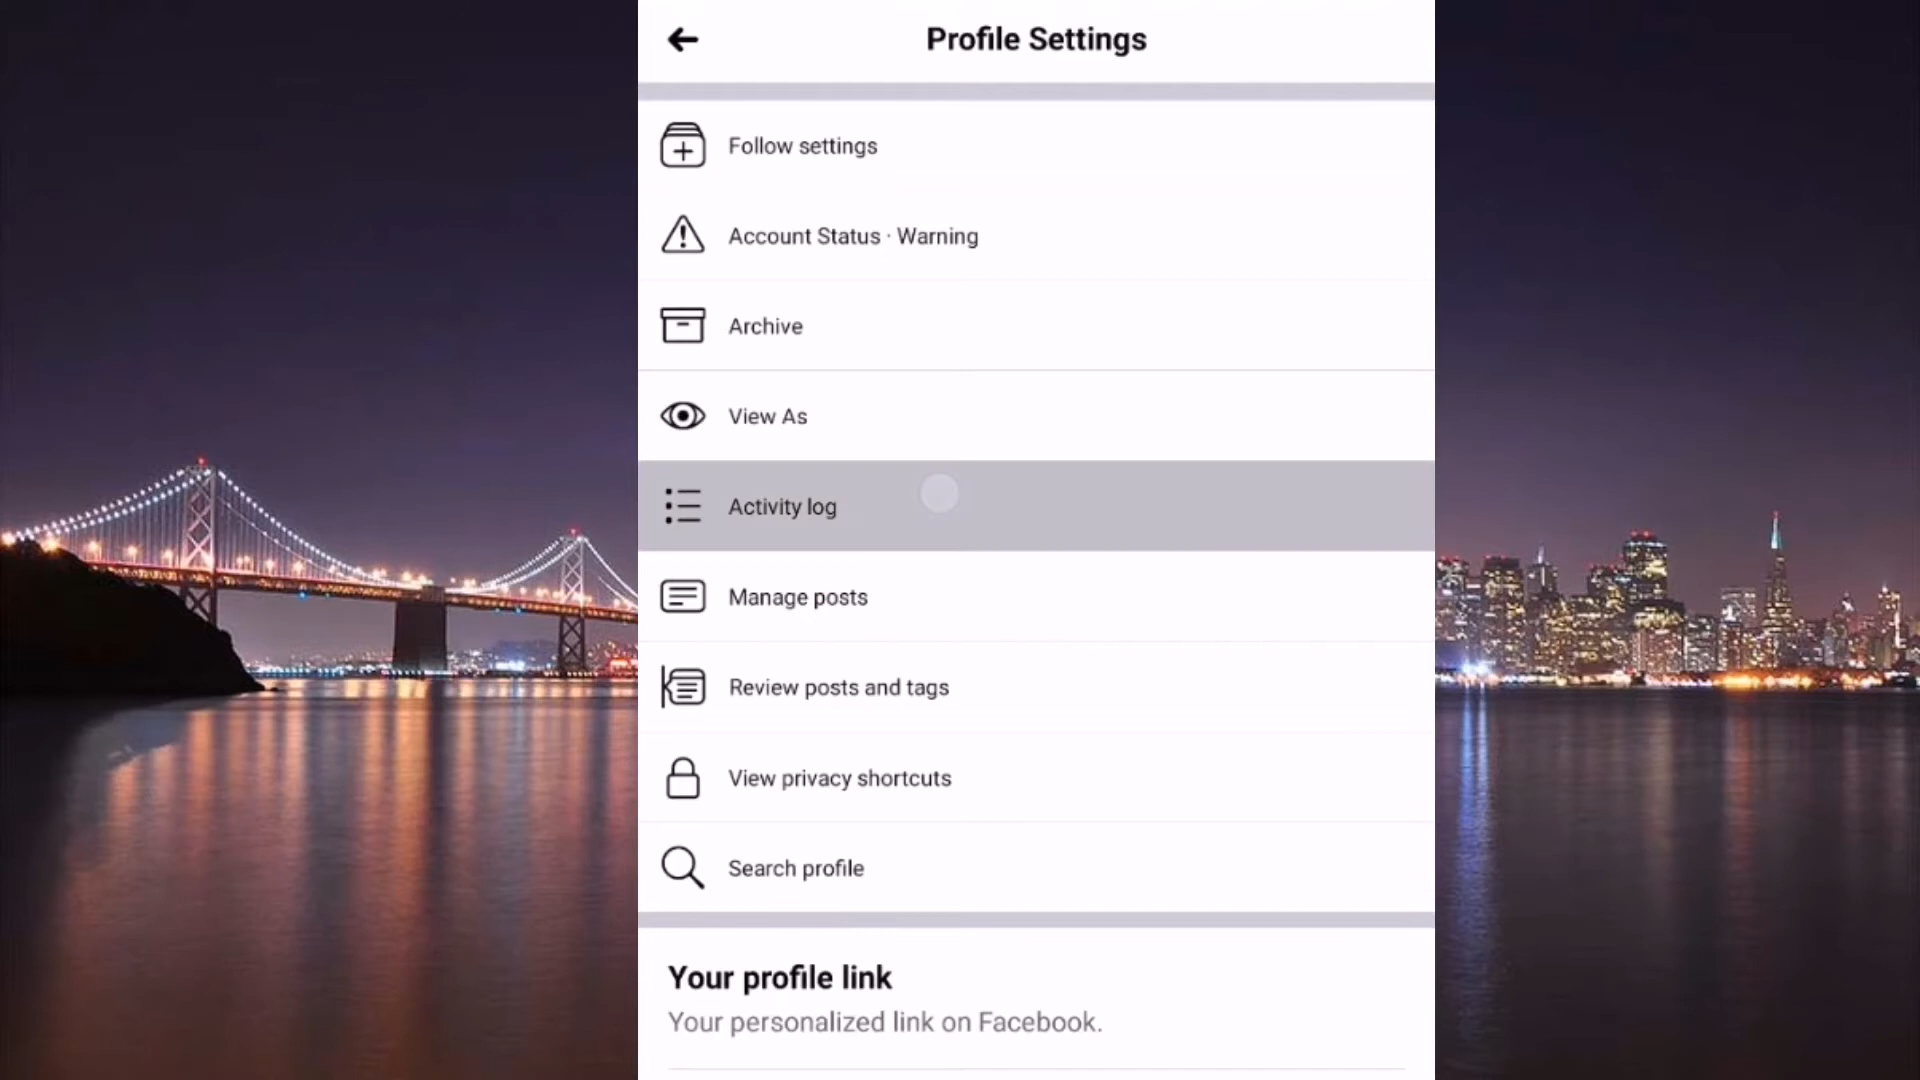 Profile Settings
Follow settings
Account Status · Warning
Archive
View As
Activity log
Manage posts
Review posts and tags
View privacy shortcuts
Search profile
Your profile link
Your personalized link on Facebook.